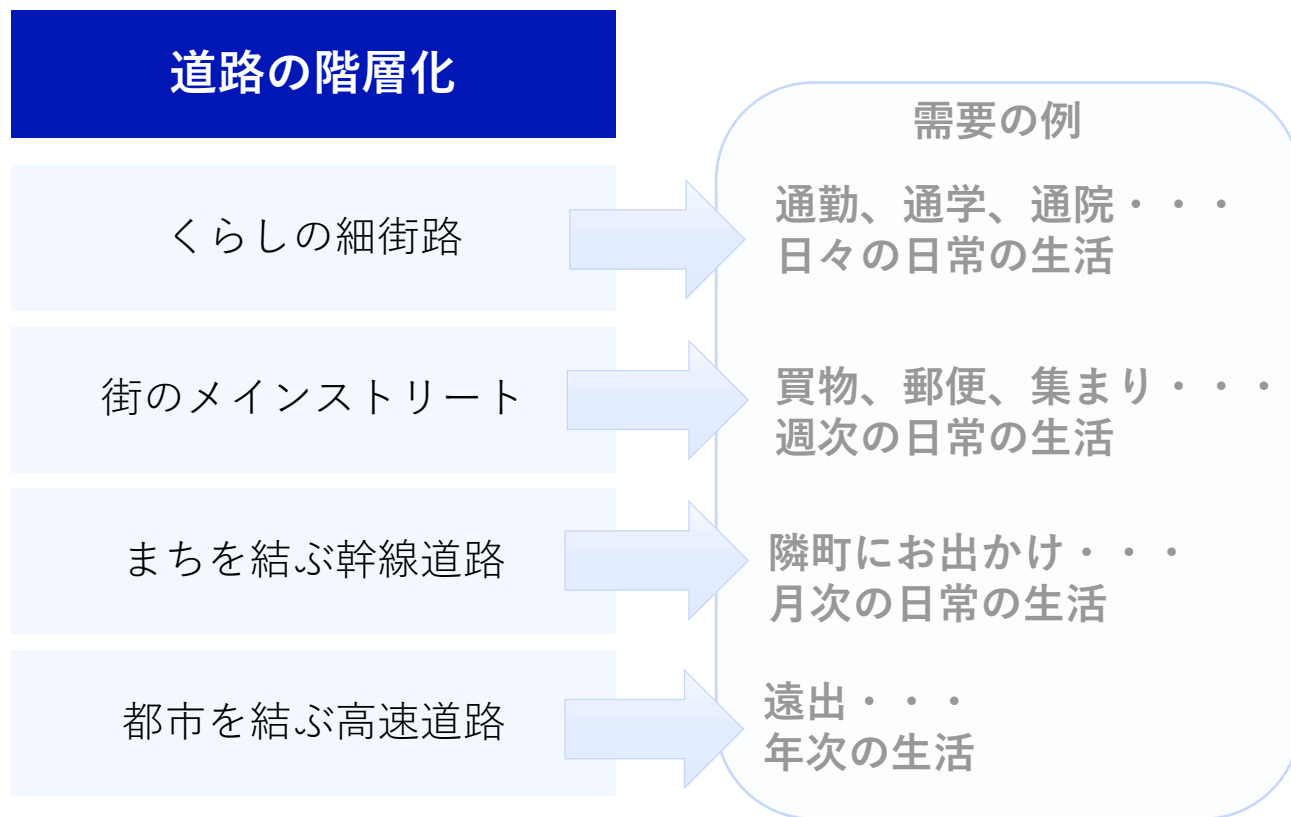 道路の階層化
需要の例
くらしの細街路
通勤、通学、通院・・・
日々の日常の生活
街のメインストリート
買物、郵便、集まり・・・
週次の日常の生活
まちを結ぶ幹線道路
隣町にお出かけ・・・
月次の日常の生活
都市を結ぶ高速道路
遠出・・・
年次の生活